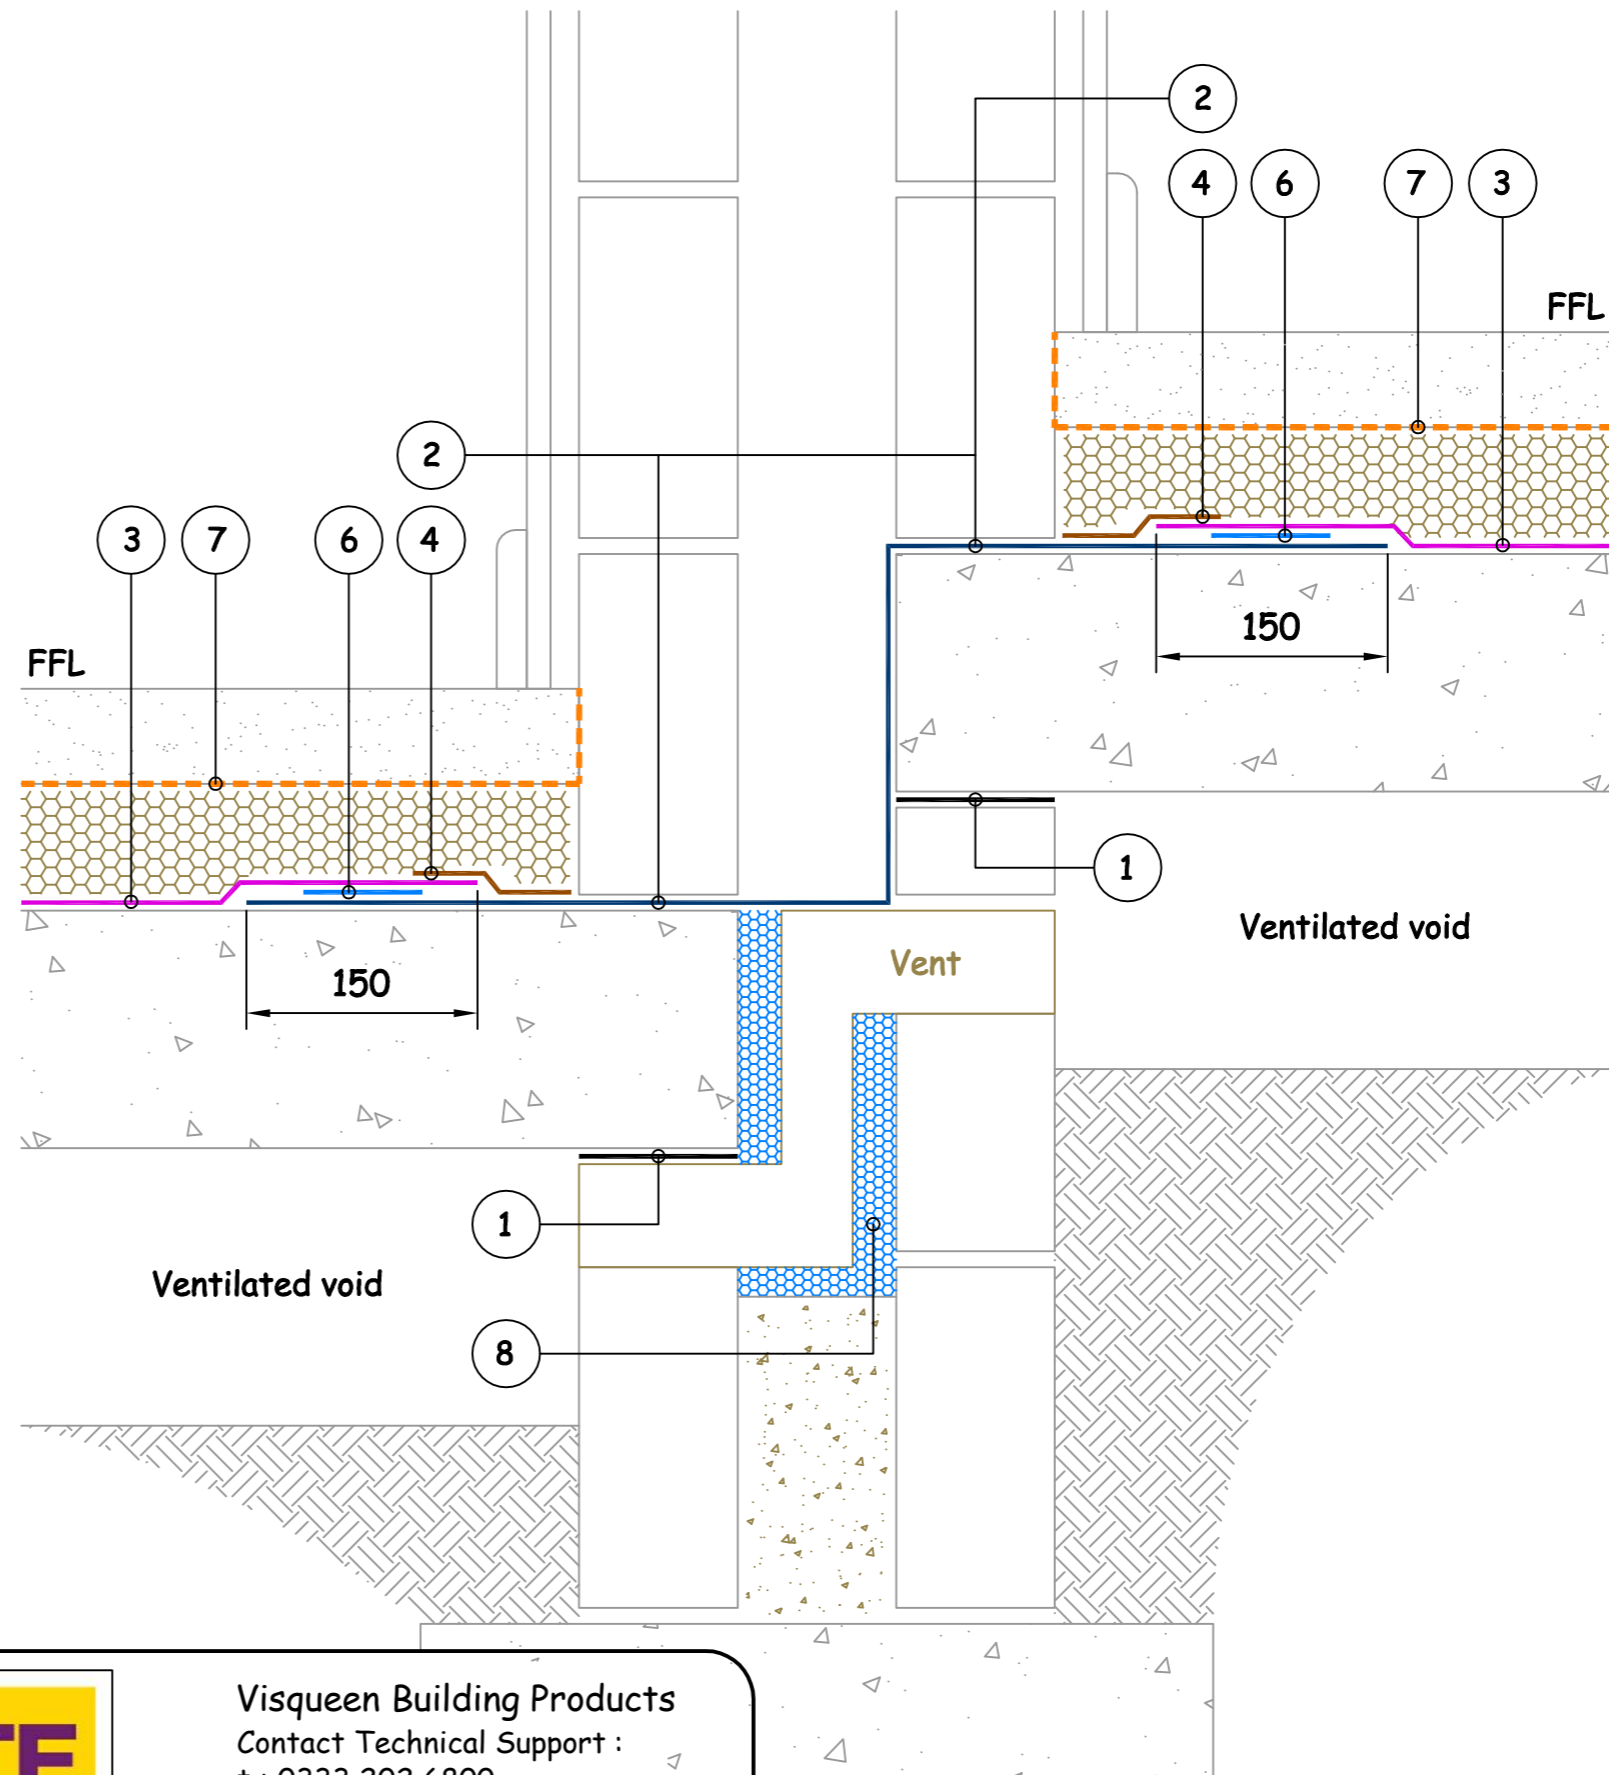 2
4 6 7 3
FFL
2
3 7 6 4
150
FFL
1
Ventilated void
Vent
150
1
Ventilated void
8
Visqueen Building Products
Contact Technical Support :